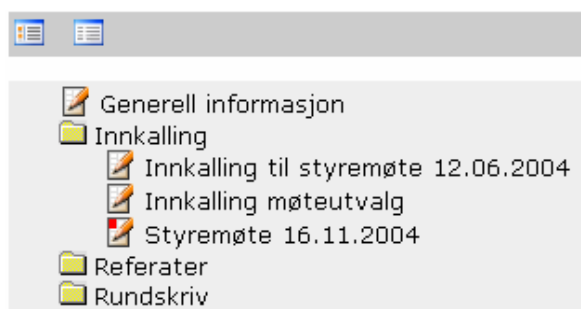 Generell informasjon
Innkalling
Innkalling til styremøte 12.06.2004
Innkalling møteutvalg
Styremøte 16.11.2004
Referater
Rundskriv